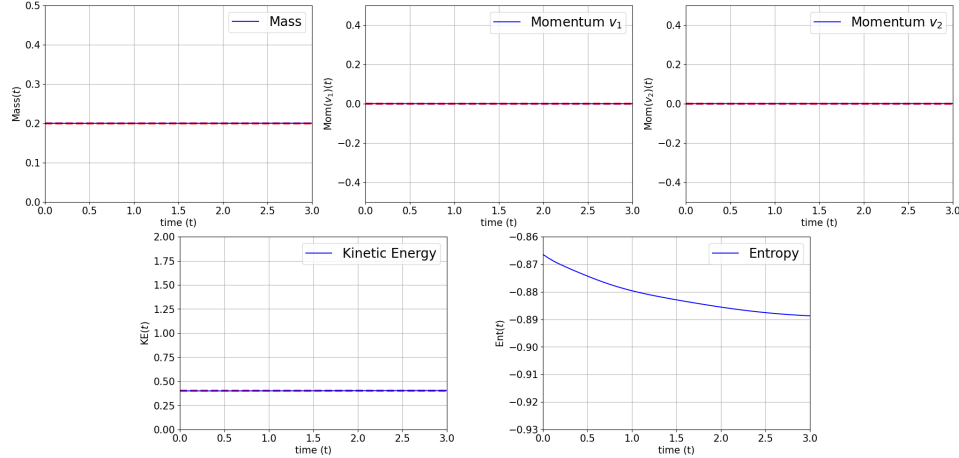 Mass
Mass(t)
0.5
0.4
0.3
0.2
0.1
0.0
0.0 0.5 1.0 1.5 2.0 2.5 3.0
time (t)
Momentum v₁
Mom(v₁)(t)
0.4
0.2
0.0
−0.2
−0.4
0.0 0.5 1.0 1.5 2.0 2.5 3.0
time (t)
Momentum v₂
Mom(v₂)(t)
0.4
0.2
0.0
−0.2
−0.4
0.0 0.5 1.0 1.5 2.0 2.5 3.0
time (t)
Kinetic Energy
KE(t)
2.00
1.75
1.50
1.25
1.00
0.75
0.50
0.25
0.00
0.0 0.5 1.0 1.5 2.0 2.5 3.0
time (t)
Entropy
Ent(t)
−0.86
−0.87
−0.88
−0.89
−0.90
−0.91
−0.92
−0.93
0.0 0.5 1.0 1.5 2.0 2.5 3.0
time (t)